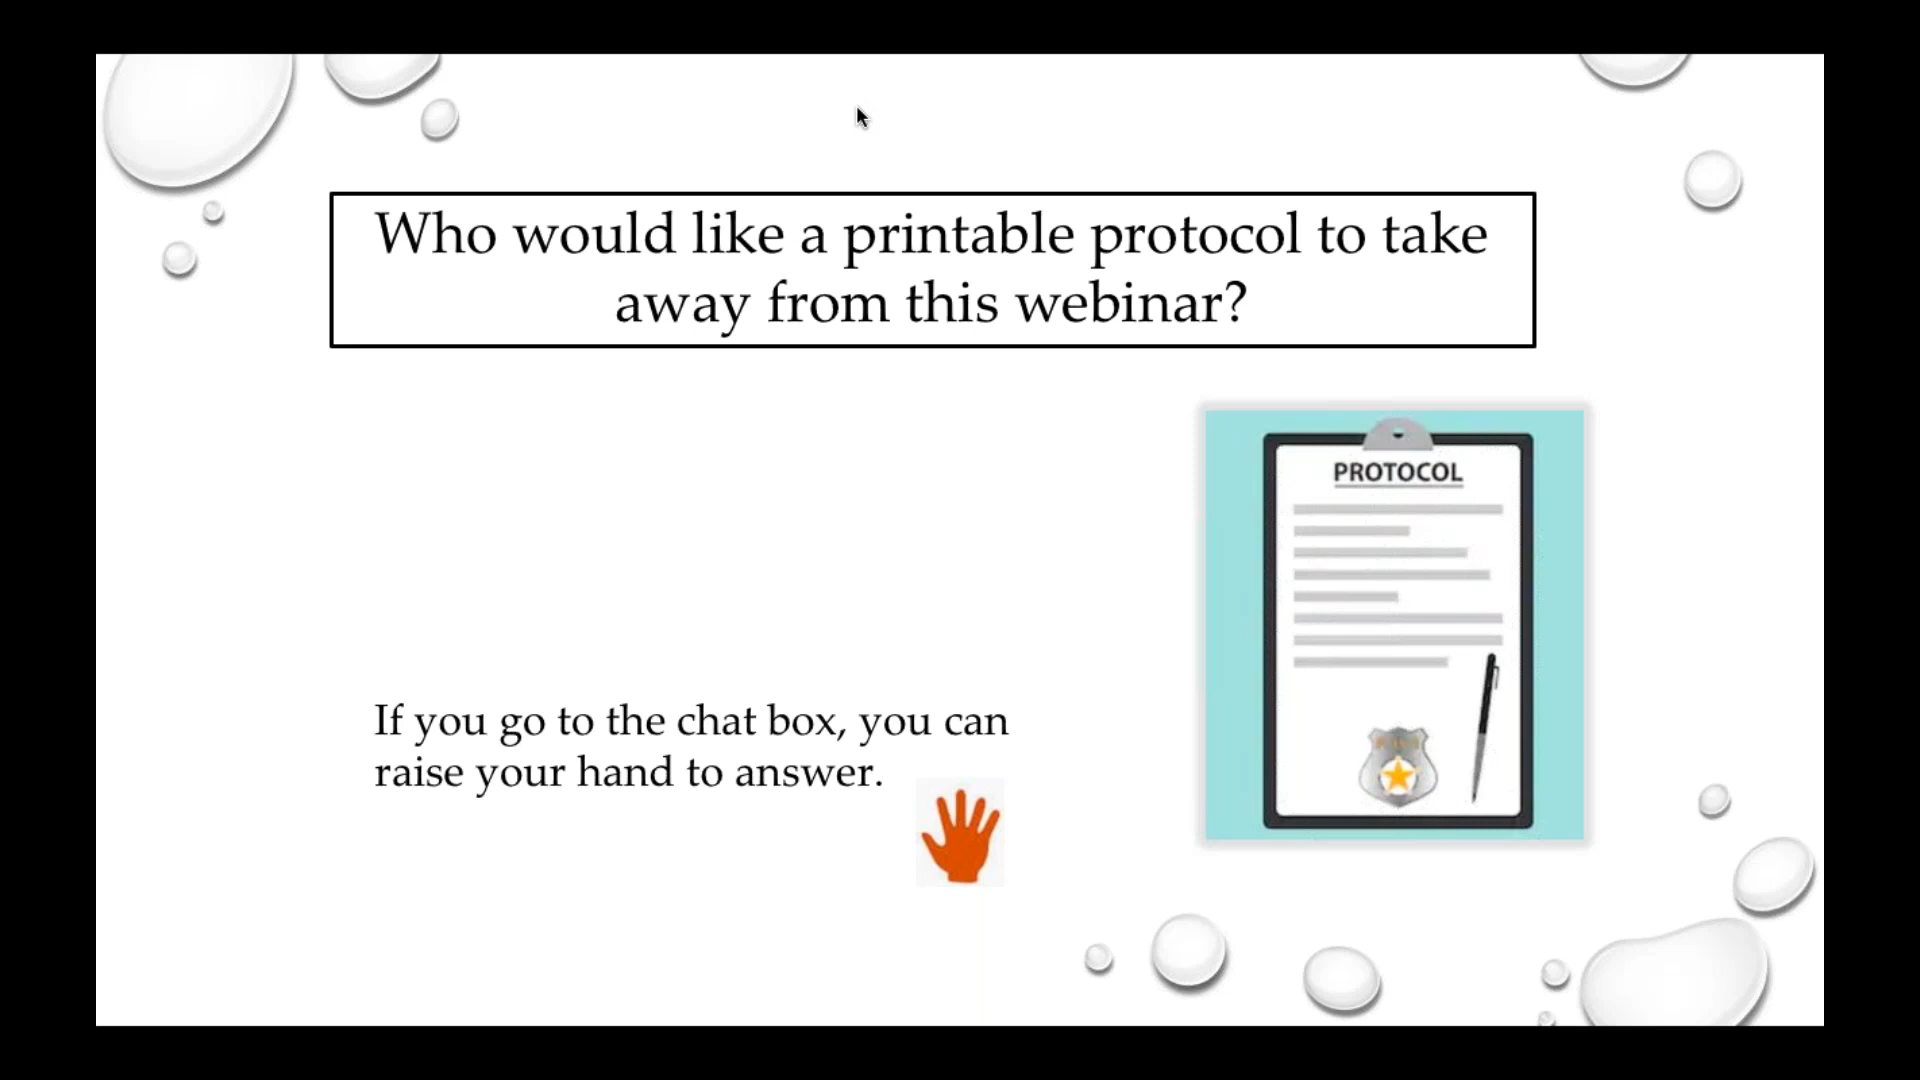 Who would like a printable protocol to take
away from this webinar?
PROTOCOL
If you go to the chat box, you can
raise your hand to answer.